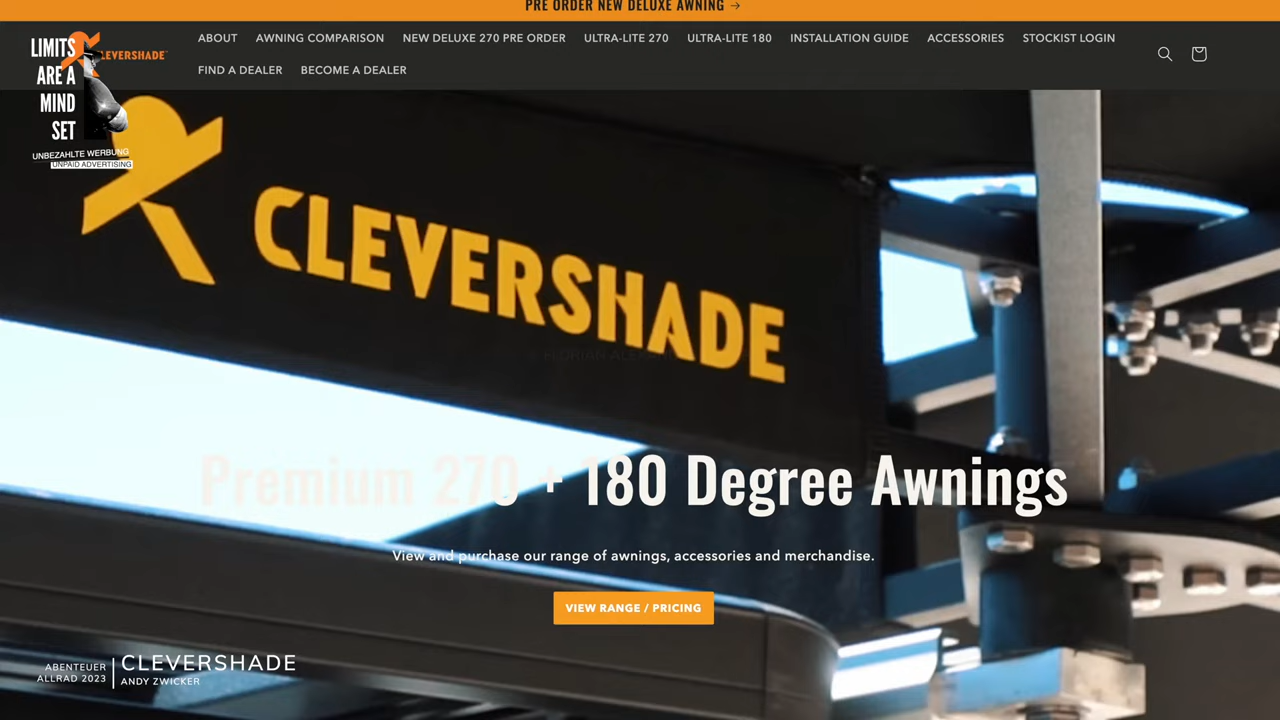 PRE ORDER NEW DELUXE AWNING →
LIMITS
ARE A
MIND
SET
UNBEZAHLTE WERBUNG
UNPAID ADVERTISING
CLEVERSHADE
ABOUT AWNING COMPARISON NEW DELUXE 270 PRE ORDER ULTRA-LITE 270 ULTRA-LITE 180 INSTALLATION GUIDE ACCESSORIES STOCKIST LOGIN
FIND A DEALER BECOME A DEALER
CLEVERSHADE
Premium 270 + 180 Degree Awnings
View and purchase our range of awnings, accessories and merchandise.
VIEW RANGE / PRICING
ABENTEUER
ALLRAD 2023
CLEVERSHADE
ANDY ZWICKER